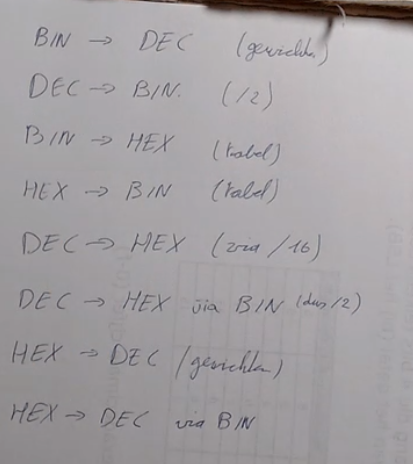 BIN → DEC (gewichten)
DEC → BIN. (/2)
BIN → HEX (tabel)
HEX → BIN (tabel)
DEC → HEX (via /16)
DEC → HEX via BIN (dus /2)
HEX → DEC (gewichten)
HEX → DEC via BIN